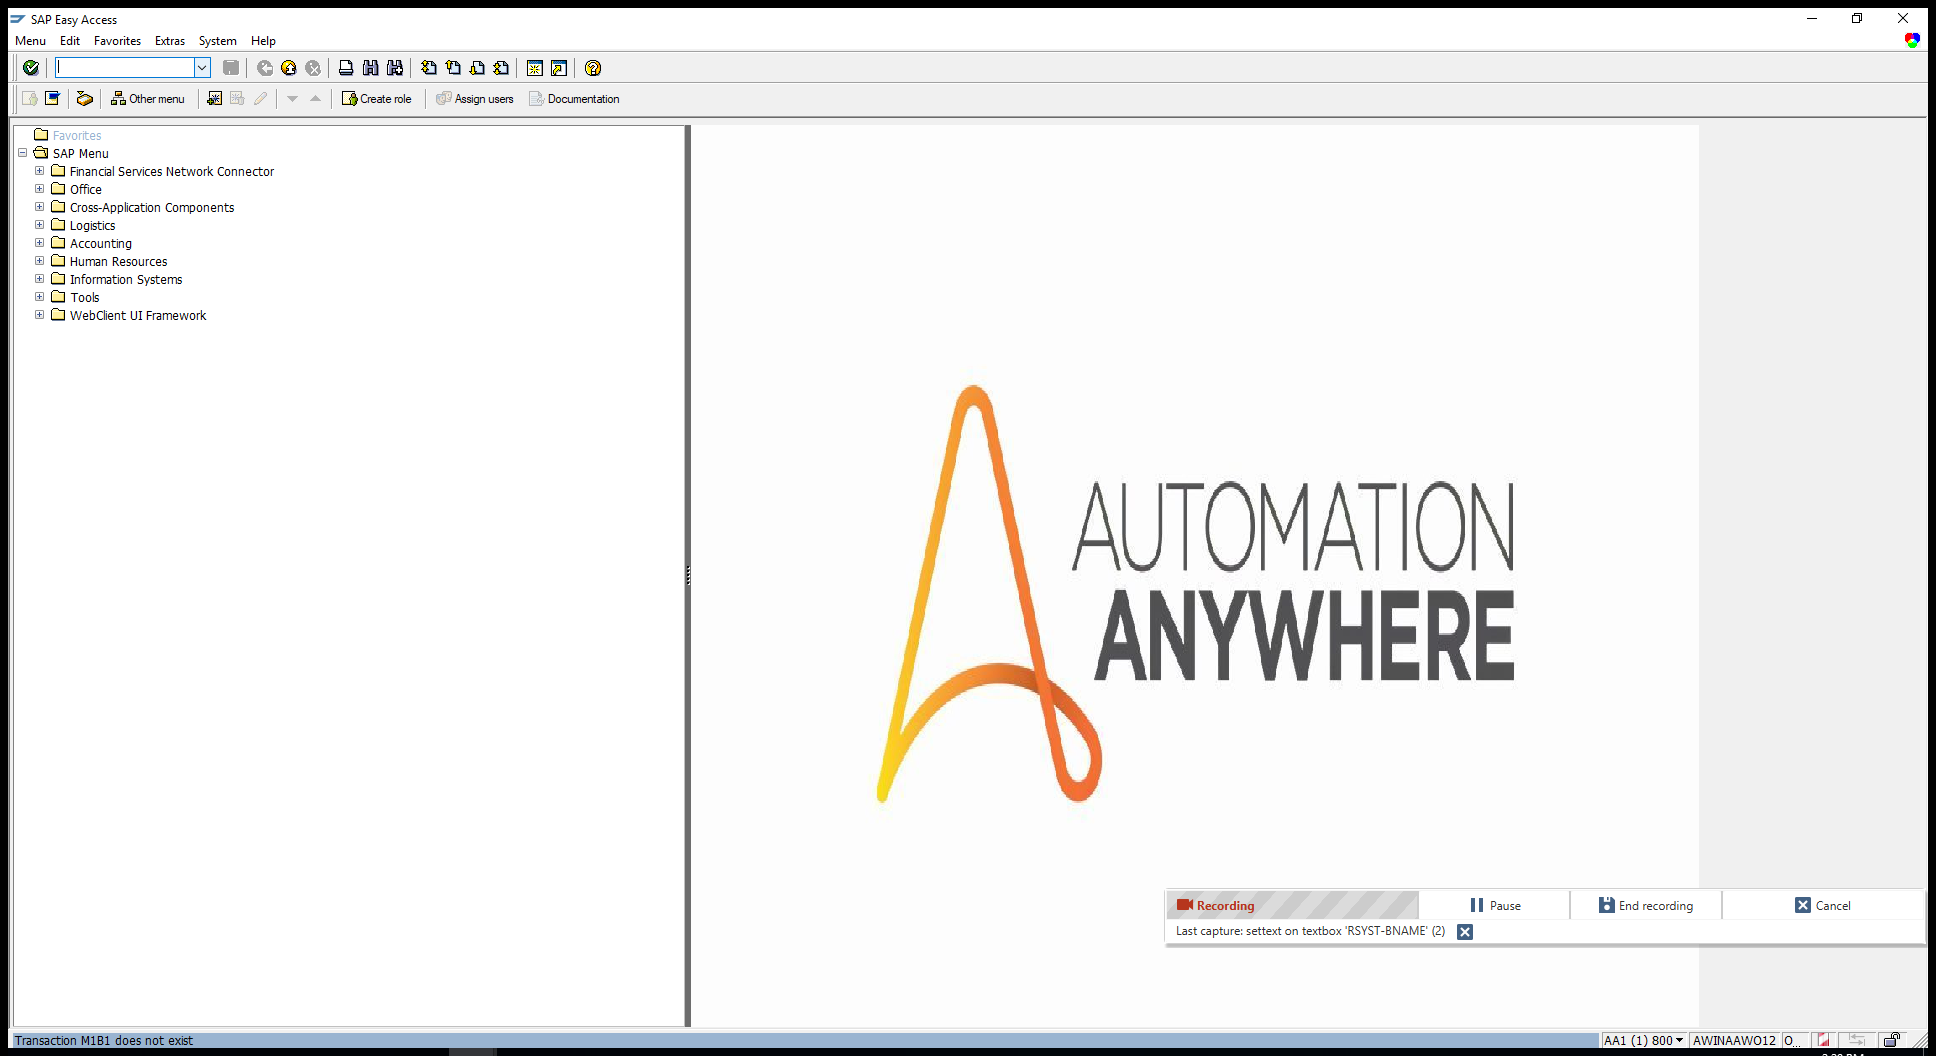 SAP Easy Access
Menu Edit Favorites Extras System Help
Other menu Create role Assign users Documentation
Favorites
SAP Menu
Financial Services Network Connector
Office
Cross-Application Components
Logistics
Accounting
Human Resources
Information Systems
Tools
WebClient UI Framework
AUTOMATION
ANYWHERE
Recording Pause End recording Cancel
Last capture: settext on textbox 'RSYST-BNAME' (2)
Transaction M1B1 does not exist AA1 (1) 800 AWINAAWO12 O...